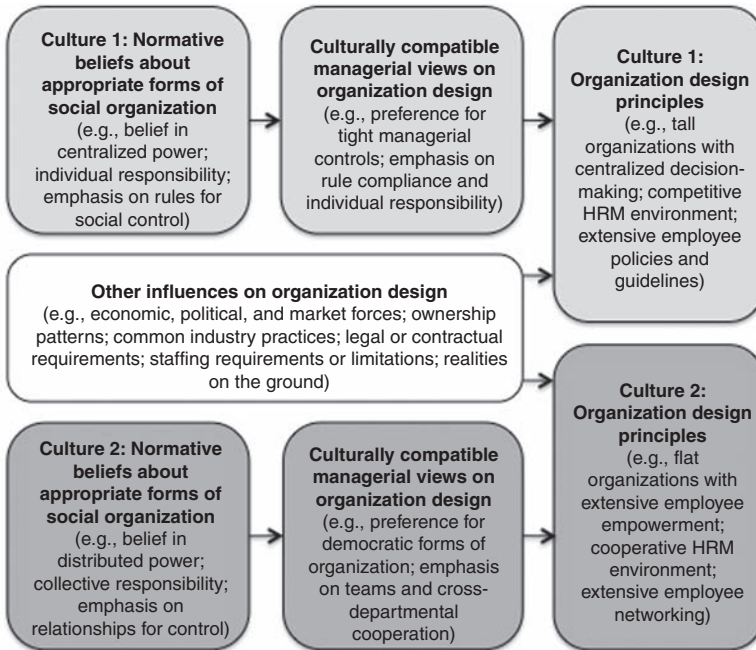 Culture 1: Normative
beliefs about
appropriate forms of
social organization
(e.g., belief in
centralized power;
individual responsibility;
emphasis on rules for
social control)
Culturally compatible
managerial views on
organization design
(e.g., preference for
tight managerial
controls; emphasis on
rule compliance and
individual responsibility)
Culture 1:
Organization design
principles
(e.g., tall
organizations with
centralized decision-
making; competitive
HRM environment;
extensive employee
policies and
guidelines)
Other influences on organization design
(e.g., economic, political, and market forces; ownership
patterns; common industry practices; legal or contractual
requirements; staffing requirements or limitations; realities
on the ground)
Culture 2: Normative
beliefs about
appropriate forms of
social organization
(e.g., belief in
distributed power;
collective responsibility;
emphasis on
relationships for control)
Culturally compatible
managerial views on
organization design
(e.g., preference for
democratic forms of
organization; emphasis
on teams and cross-
departmental
cooperation)
Culture 2:
Organization design
principles
(e.g., flat
organizations with
extensive employee
empowerment;
cooperative HRM
environment;
extensive employee
networking)